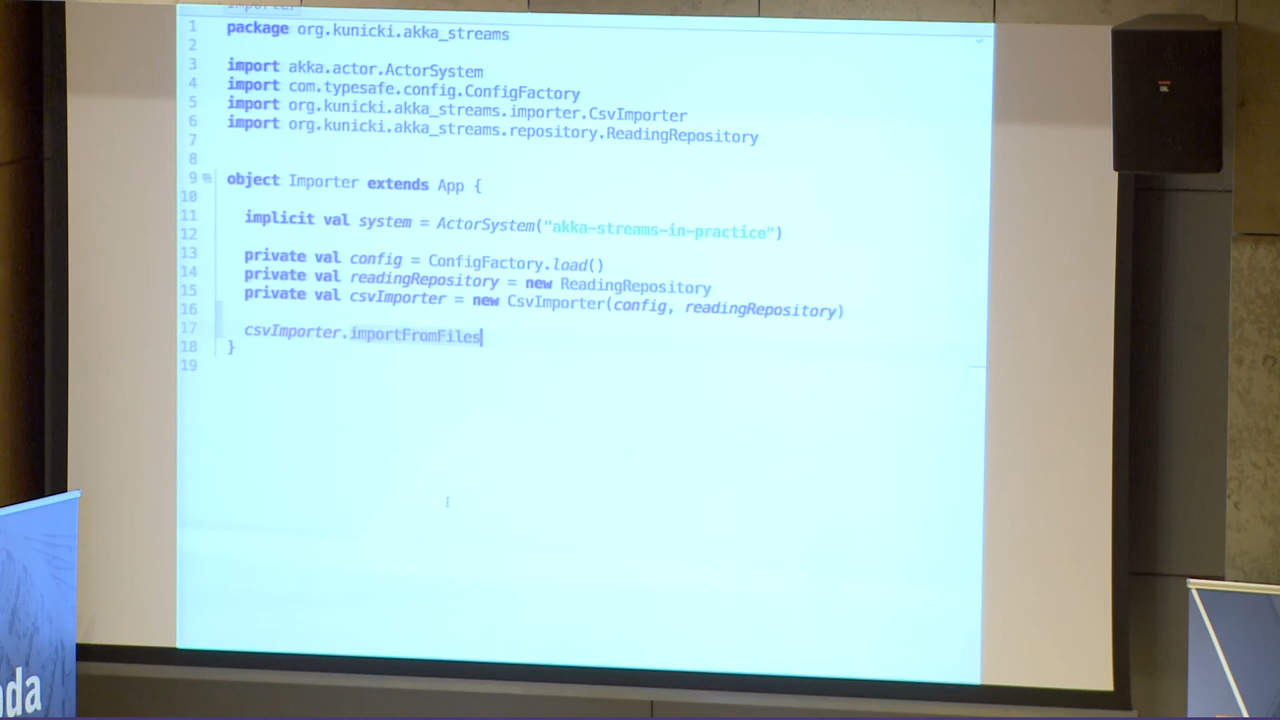 Importer
1 package org.kunicki.akka_streams
2
3 import akka.actor.ActorSystem
4 import com.typesafe.config.ConfigFactory
5 import org.kunicki.akka_streams.importer.CsvImporter
6 import org.kunicki.akka_streams.repository.ReadingRepository
7
8
9 object Importer extends App {
10
11 implicit val system = ActorSystem("akka-streams-in-practice")
12
13 private val config = ConfigFactory.load()
14 private val readingRepository = new ReadingRepository
15 private val csvImporter = new CsvImporter(config, readingRepository)
16
17 csvImporter.importFromFiles
18 }
19
JBL
da